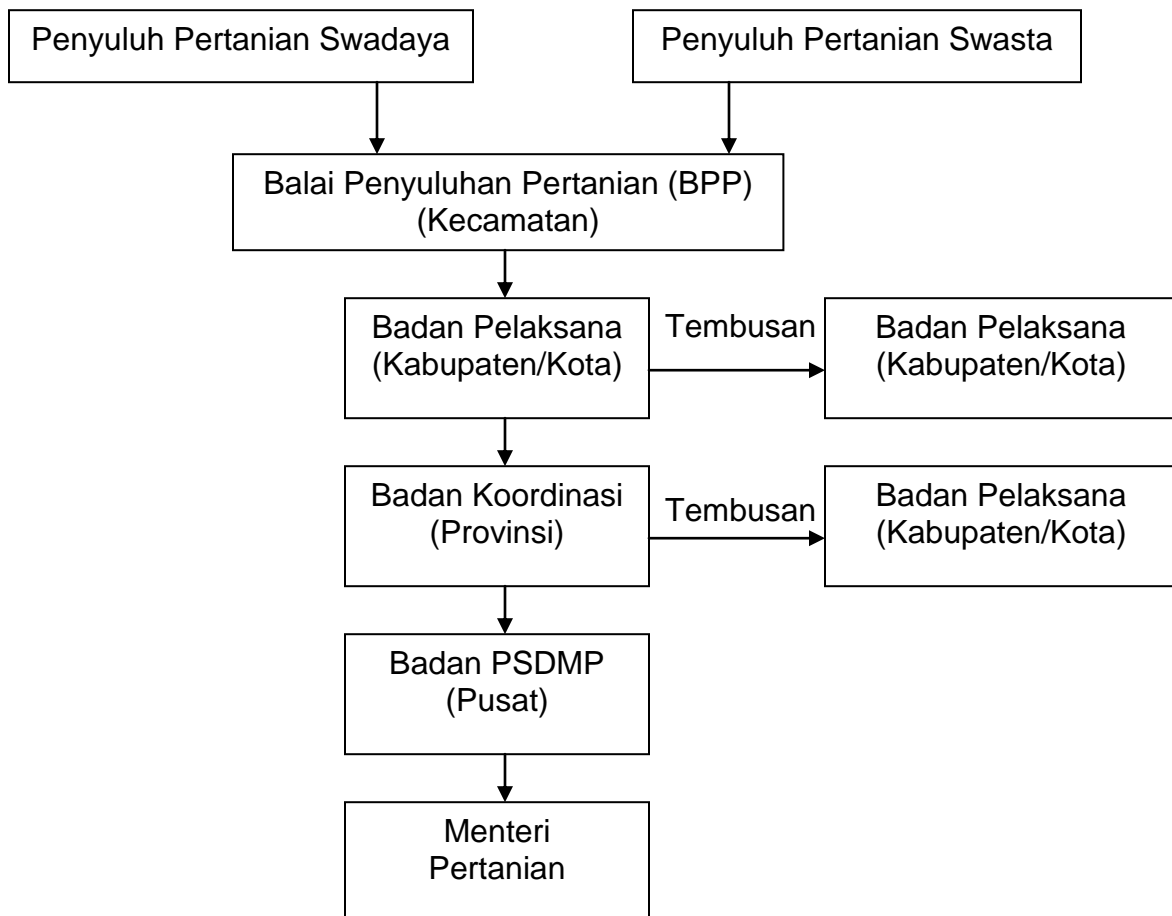 Penyuluh Pertanian Swadaya
Penyuluh Pertanian Swasta
Balai Penyuluhan Pertanian (BPP)
(Kecamatan)
Badan Pelaksana
(Kabupaten/Kota)
Tembusan
Badan Pelaksana
(Kabupaten/Kota)
Badan Koordinasi
(Provinsi)
Tembusan
Badan Pelaksana
(Kabupaten/Kota)
Badan PSDMP
(Pusat)
Menteri
Pertanian